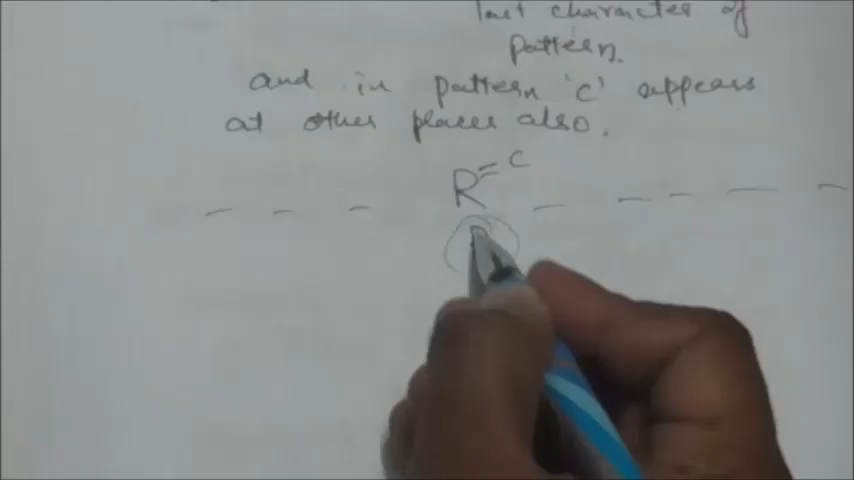 last character of
pattern.
and in pattern 'c' appears
at other places also.
R = c